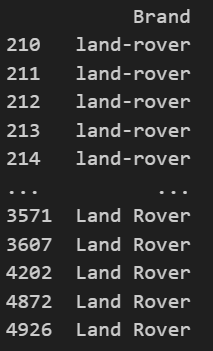 Brand
210 land-rover
211 land-rover
212 land-rover
213 land-rover
214 land-rover
... ...
3571 Land Rover
3607 Land Rover
4202 Land Rover
4872 Land Rover
4926 Land Rover